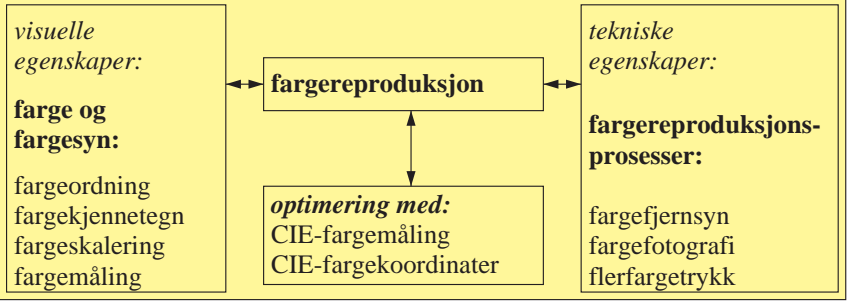 visuelle
egenskaper:
farge og
fargesyn:
fargeordning
fargekjennetegn
fargeskalering
fargemåling
fargereproduksjon
optimering med:
CIE-fargemåling
CIE-fargekoordinater
tekniske
egenskaper:
fargereproduksjons-
prosesser:
fargefjernsyn
fargefotografi
flerfargetrykk